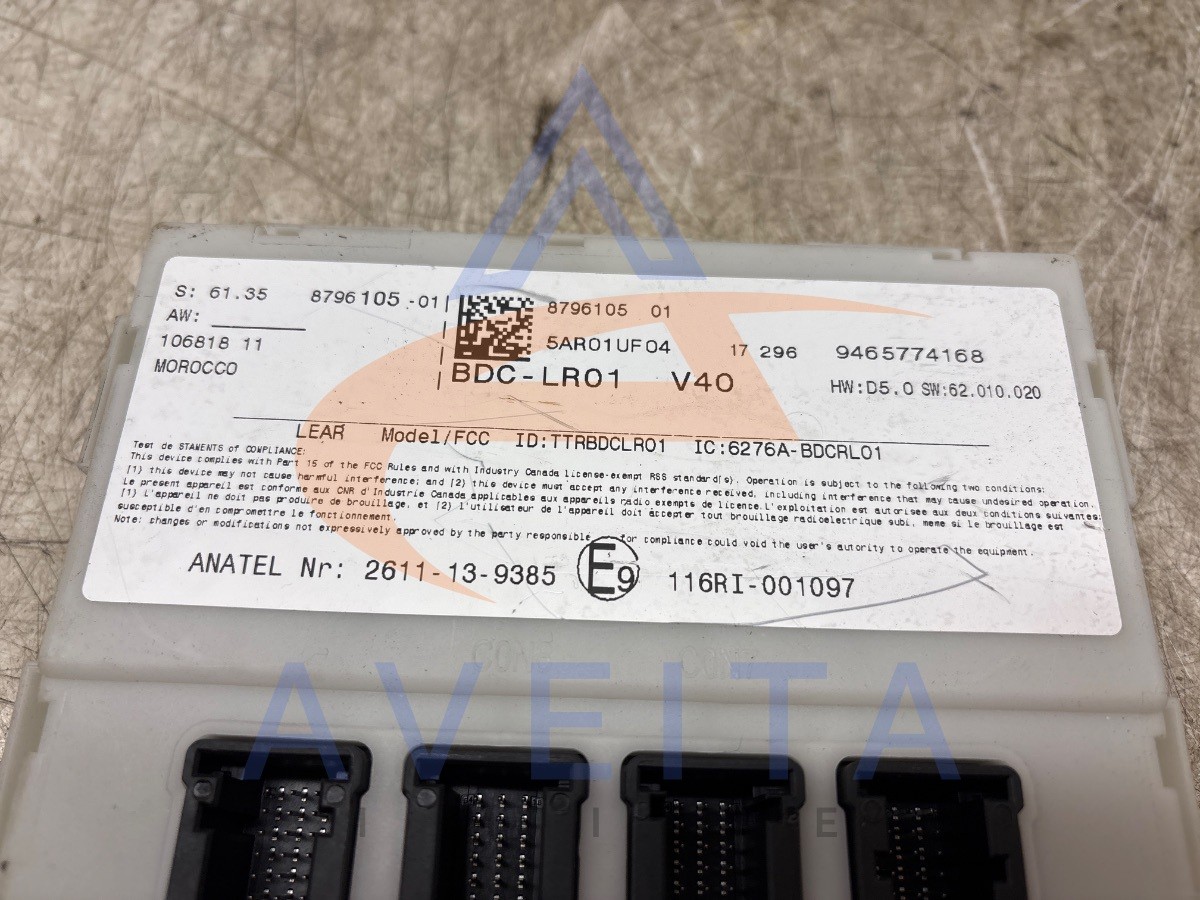 S: 61.35 8796105-01
AW:
106818 11
MOROCCO
8796105 01
5AR01UF04 17 296 9465774168
BDC-LR01 V40 HW:D5.0 SW:62.010.020
LEAR Model/FCC ID:TTRBDCLR01 IC:6276A-BDCRL01
Test de STAMENTS of COMPLIANCE:
This device complies with Part 15 of the FCC Rules and with Industry Canada license-exempt RSS standard(s). Operation is subject to the following two conditions:
(1) this device may not cause harmful interference; and (2) this device must accept any interference received, including interference that may cause undesired operation.
Le present appareil est conforme aux CNR d'Industrie Canada applicables aux appareils radio exempts de licence.L'exploitation est autorisee aux deux conditions suivantes:
(1) L'appareil ne doit pas produire de brouillage, et (2) l'utilisateur de l'appareil doit accepter tout brouillage radioelectrique subi, meme si le brouillage est
susceptible d'en compromettre le fonctionnement.
Note: changes or modifications not expressively approved by the party responsible for compliance could void the user's autority to operate the equipment.
ANATEL Nr: 2611-13-9385 E9 116RI-001097
AVEITA